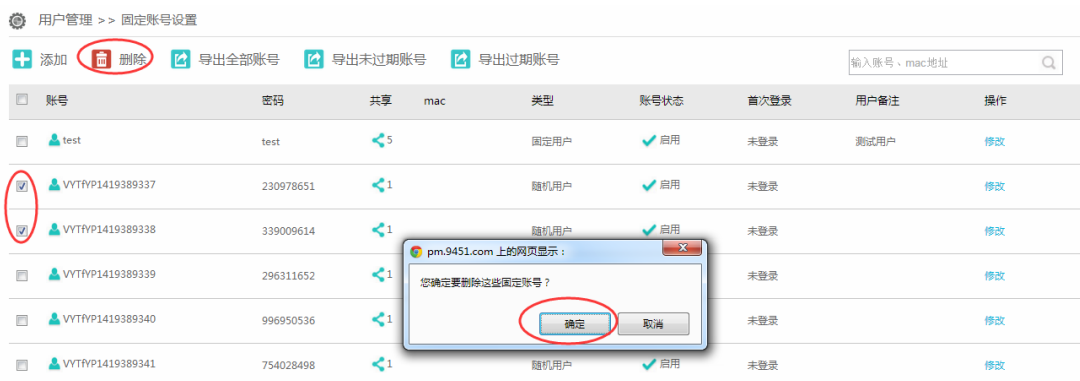 用户管理 >> 固定账号设置
添加 删除 导出全部账号 导出未过期账号 导出过期账号 输入账号、mac地址
账号 密码 共享 mac 类型 账号状态 首次登录 用户备注 操作
test test 5 固定用户 启用 未登录 测试用户 修改
VYTfYP1419389337 230978651 1 随机用户 启用 未登录 修改
VYTfYP1419389338 339009614 1 随机用户 启用 未登录 修改
pm.9451.com 上的网页显示：
VYTfYP1419389339 296311652 1 未登录 修改
您确定要删除这些固定账号？
VYTfYP1419389340 996950536 1 未登录 修改
确定 取消
VYTfYP1419389341 754028498 1 随机用户 启用 未登录 修改